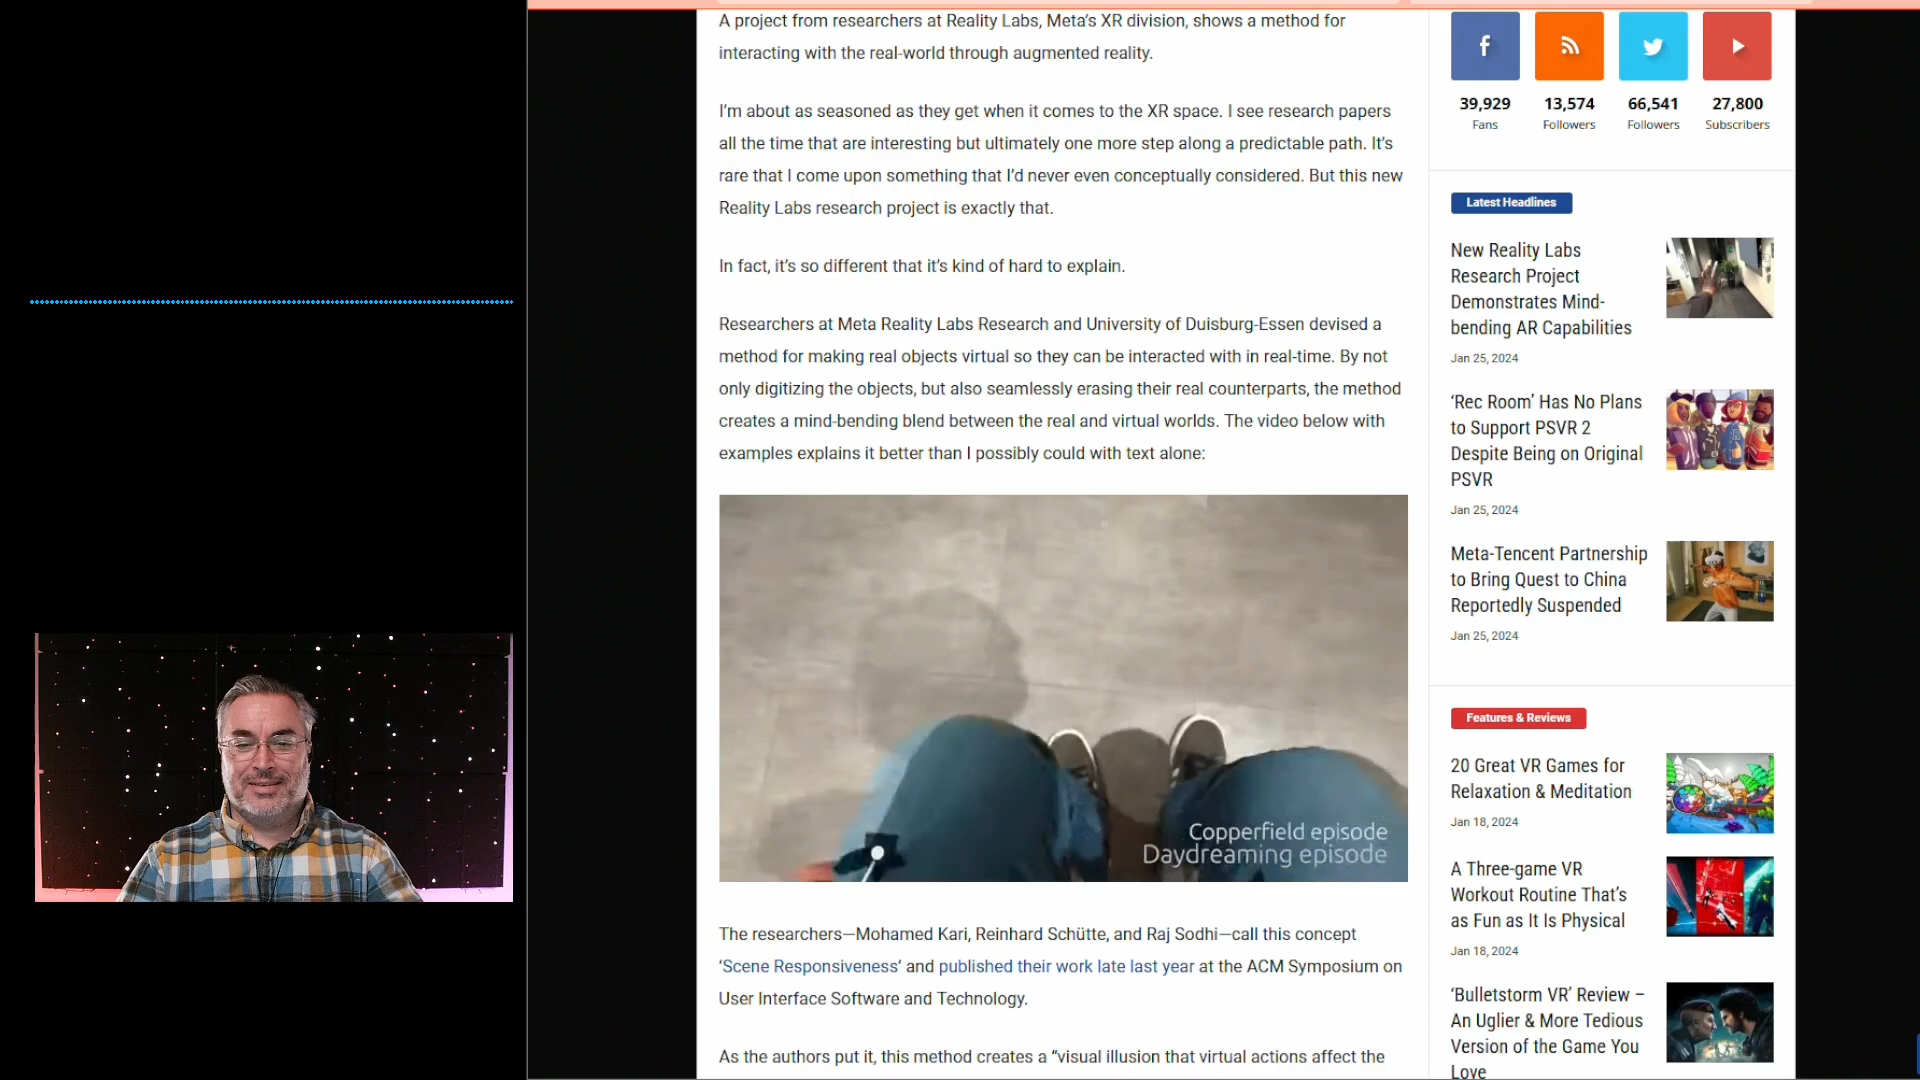 A project from researchers at Reality Labs, Meta's XR division, shows a method for
interacting with the real-world through augmented reality.
I'm about as seasoned as they get when it comes to the XR space. I see research papers
all the time that are interesting but ultimately one more step along a predictable path. It's
rare that I come upon something that I'd never even conceptually considered. But this new
Reality Labs research project is exactly that.
In fact, it's so different that it's kind of hard to explain.
Researchers at Meta Reality Labs Research and University of Duisburg-Essen devised a
method for making real objects virtual so they can be interacted with in real-time. By not
only digitizing the objects, but also seamlessly erasing their real counterparts, the method
creates a mind-bending blend between the real and virtual worlds. The video below with
examples explains it better than I possibly could with text alone:
Copperfield episode
Daydreaming episode
The researchers—Mohamed Kari, Reinhard Schütte, and Raj Sodhi—call this concept
‘Scene Responsiveness‘ and published their work late last year at the ACM Symposium on
User Interface Software and Technology.
As the authors put it, this method creates a “visual illusion that virtual actions affect the
39,929
Fans
13,574
Followers
66,541
Followers
27,800
Subscribers
Latest Headlines
New Reality Labs
Research Project
Demonstrates Mind-
bending AR Capabilities
Jan 25, 2024
‘Rec Room’ Has No Plans
to Support PSVR 2
Despite Being on Original
PSVR
Jan 25, 2024
Meta-Tencent Partnership
to Bring Quest to China
Reportedly Suspended
Jan 25, 2024
Features & Reviews
20 Great VR Games for
Relaxation & Meditation
Jan 18, 2024
A Three-game VR
Workout Routine That’s
as Fun as It Is Physical
Jan 18, 2024
‘Bulletstorm VR’ Review –
An Uglier & More Tedious
Version of the Game You
Love